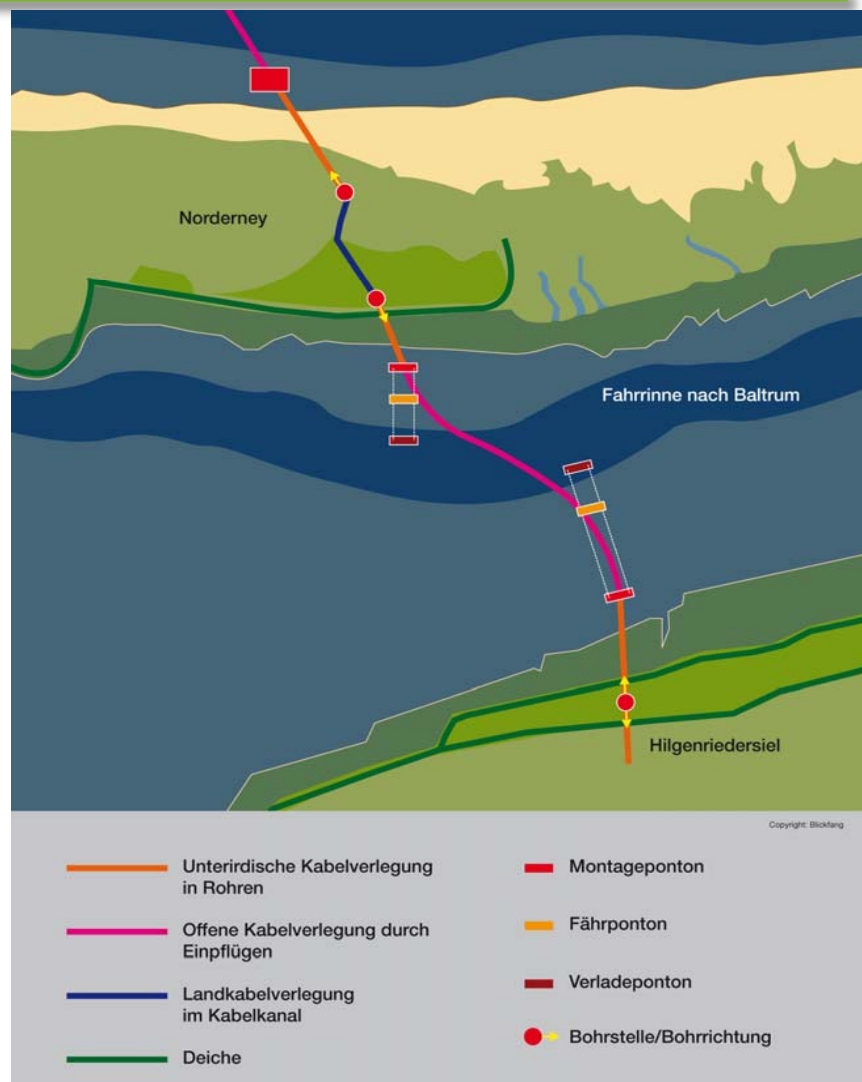 Norderney
Fahrrinne nach Baltrum
Hilgenriedersiel
Copyright: Blickfang
Unterirdische Kabelverlegung
in Rohren
Offene Kabelverlegung durch
Einpflügen
Landkabelverlegung
im Kabelkanal
Deiche
Montageponton
Fährponton
Verladeponton
Bohrstelle/Bohrrichtung